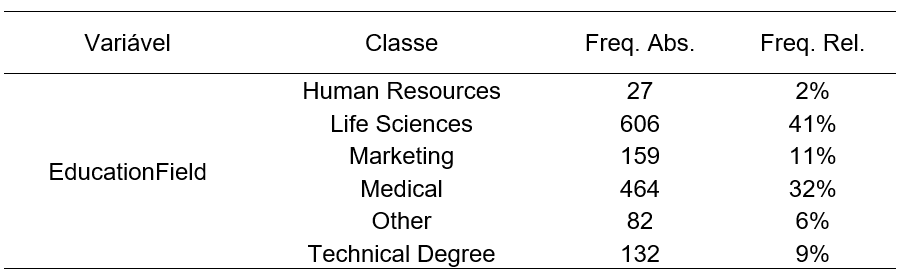 Variável Classe Freq. Abs. Freq. Rel.
Human Resources 27 2%
Life Sciences 606 41%
Marketing 159 11%
EducationField
Medical 464 32%
Other 82 6%
Technical Degree 132 9%